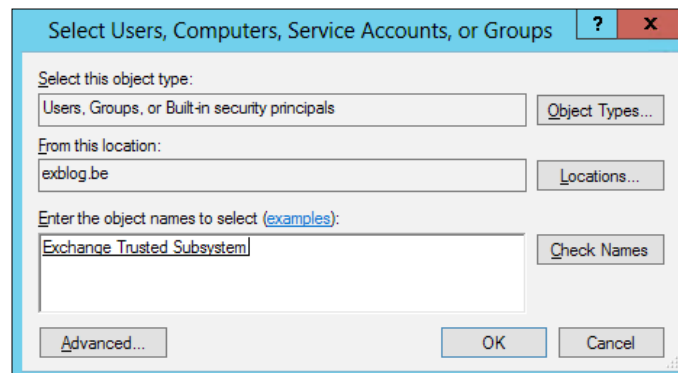 Select Users, Computers, Service Accounts, or Groups
?
x
Select this object type:
Users, Groups, or Built-in security principals
Object Types...
From this location:
exblog.be
Locations...
Enter the object names to select (examples):
Exchange Trusted Subsystem
Check Names
Advanced...
OK
Cancel